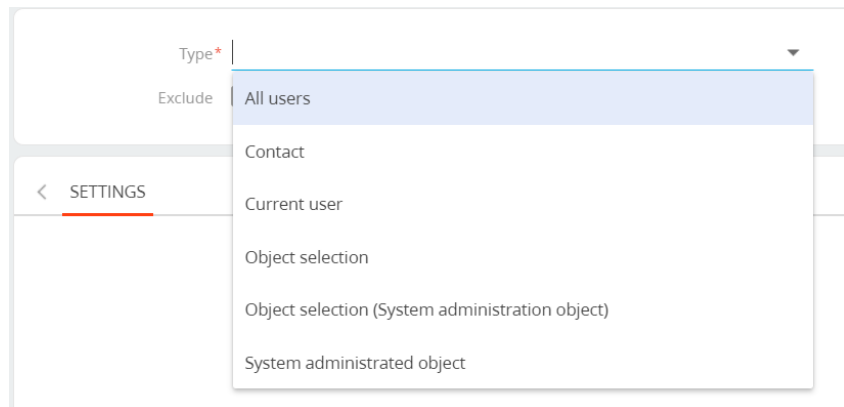 Type*
Exclude
All users
Contact
Current user
Object selection
Object selection (System administration object)
System administrated object
SETTINGS